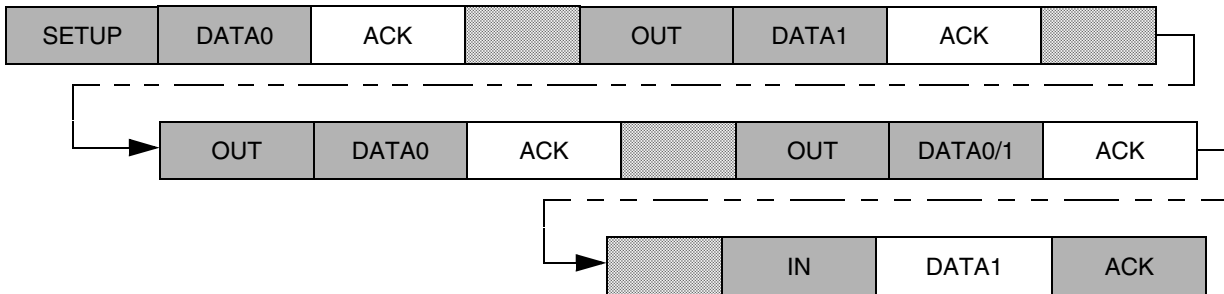 SETUP DATA0 ACK OUT DATA1 ACK
OUT DATA0 ACK OUT DATA0/1 ACK
IN DATA1 ACK